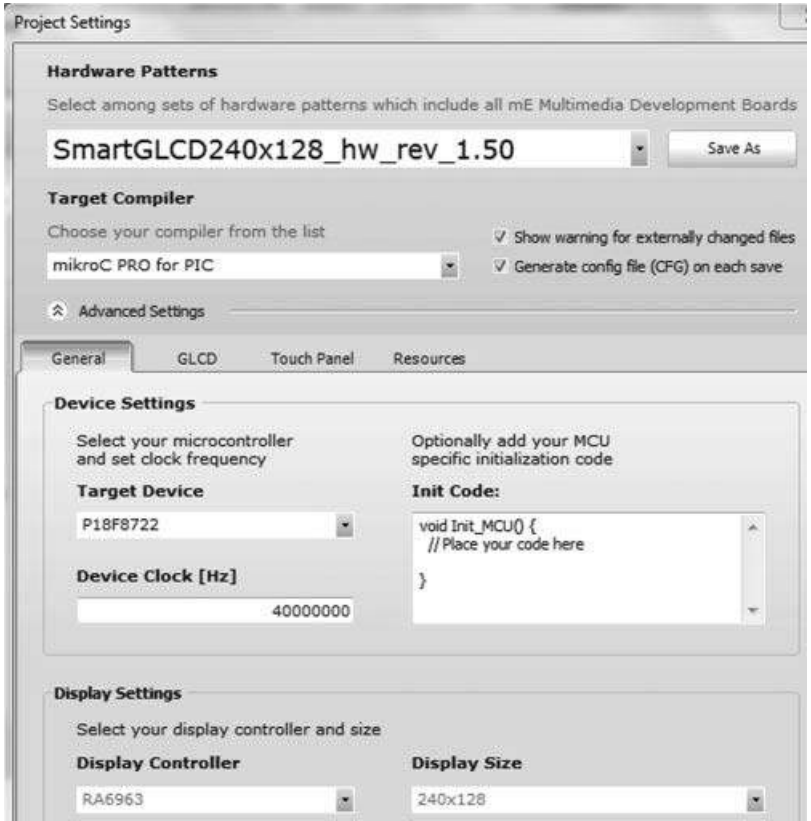 Project Settings
Hardware Patterns
Select among sets of hardware patterns which include all mE Multimedia Development Boards
SmartGLCD240x128_hw_rev_1.50
Save As
Target Compiler
Choose your compiler from the list
Show warning for externally changed files
mikroC PRO for PIC
Generate config file (CFG) on each save
Advanced Settings
General GLCD Touch Panel Resources
Device Settings
Select your microcontroller
and set clock frequency
Optionally add your MCU
specific initialization code
Target Device
Init Code:
P18F8722
void Init_MCU() {
// Place your code here
}
Device Clock [Hz]
40000000
Display Settings
Select your display controller and size
Display Controller
Display Size
RA6963
240x128